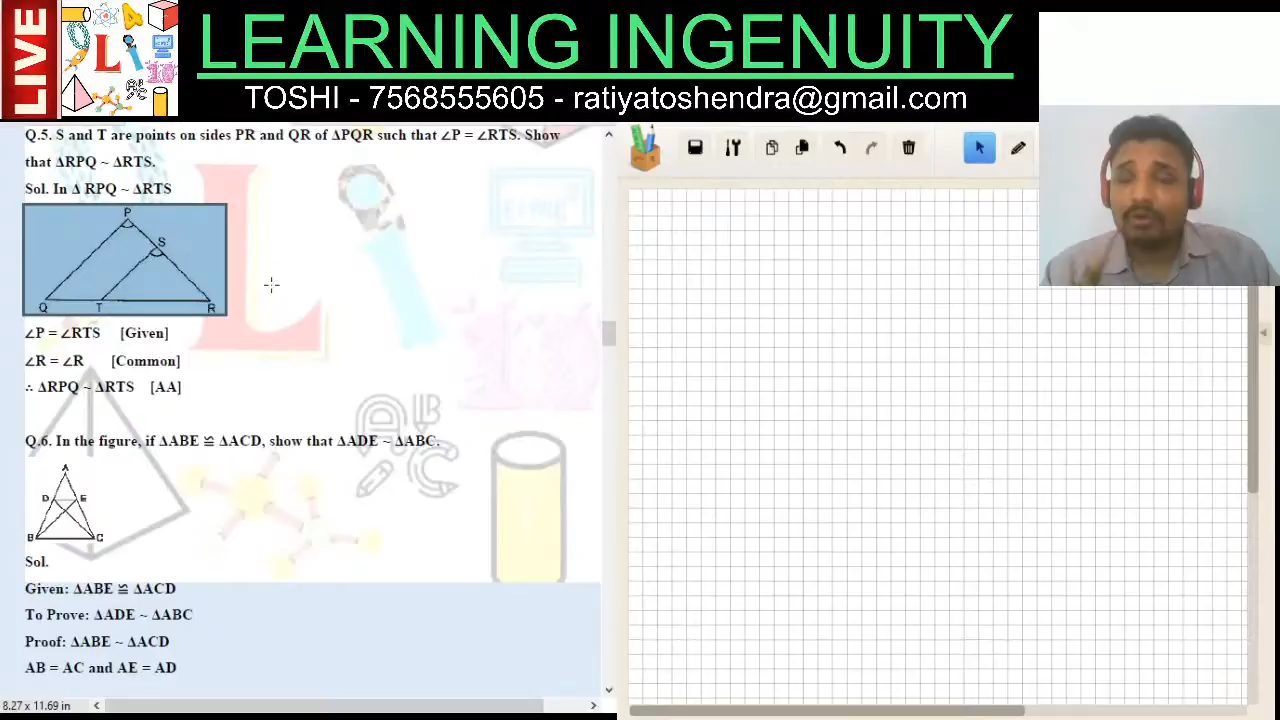 LIVE
LEARNING INGENUITY
TOSHI - 7568555605 - ratiyatoshendra@gmail.com
Q.5. S and T are points on sides PR and QR of ΔPQR such that ∠P = ∠RTS. Show
that ΔRPQ ~ ΔRTS.
Sol. In Δ RPQ ~ ΔRTS
P
S
Q T R
∠P = ∠RTS [Given]
∠R = ∠R [Common]
∴ ΔRPQ ~ ΔRTS [AA]
Q.6. In the figure, if ΔABE ≌ ΔACD, show that ΔADE ~ ΔABC.
A
D E
B C
Sol.
Given: ΔABE ≌ ΔACD
To Prove: ΔADE ~ ΔABC
Proof: ΔABE ~ ΔACD
AB = AC and AE = AD
8.27 x 11.69 in